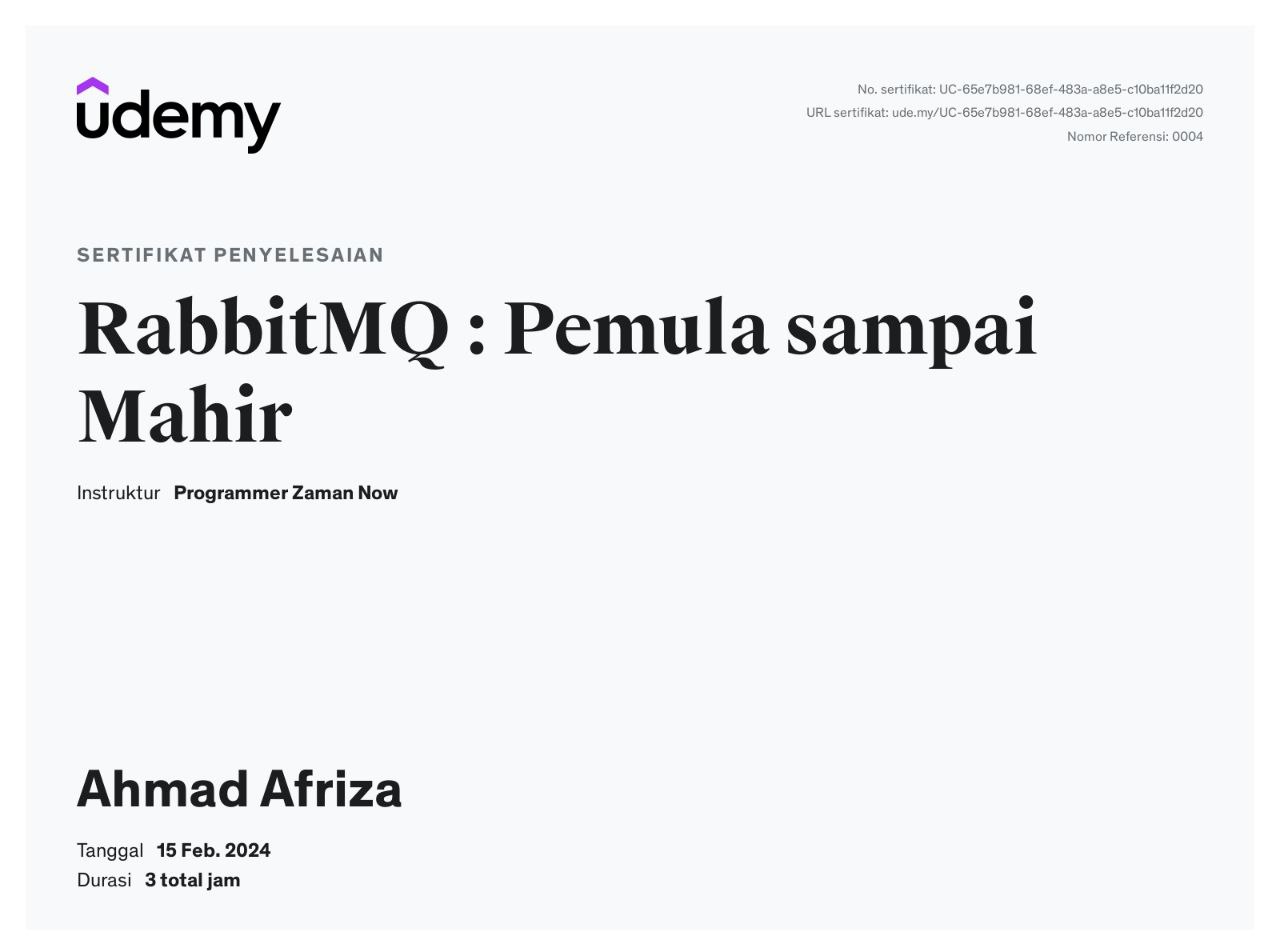 udemy
No. sertifikat: UC-65e7b981-68ef-483a-a8e5-c10ba11f2d20
URL sertifikat: ude.my/UC-65e7b981-68ef-483a-a8e5-c10ba11f2d20
Nomor Referensi: 0004
SERTIFIKAT PENYELESAIAN
RabbitMQ : Pemula sampai
Mahir
Instruktur Programmer Zaman Now
Ahmad Afriza
Tanggal 15 Feb. 2024
Durasi 3 total jam